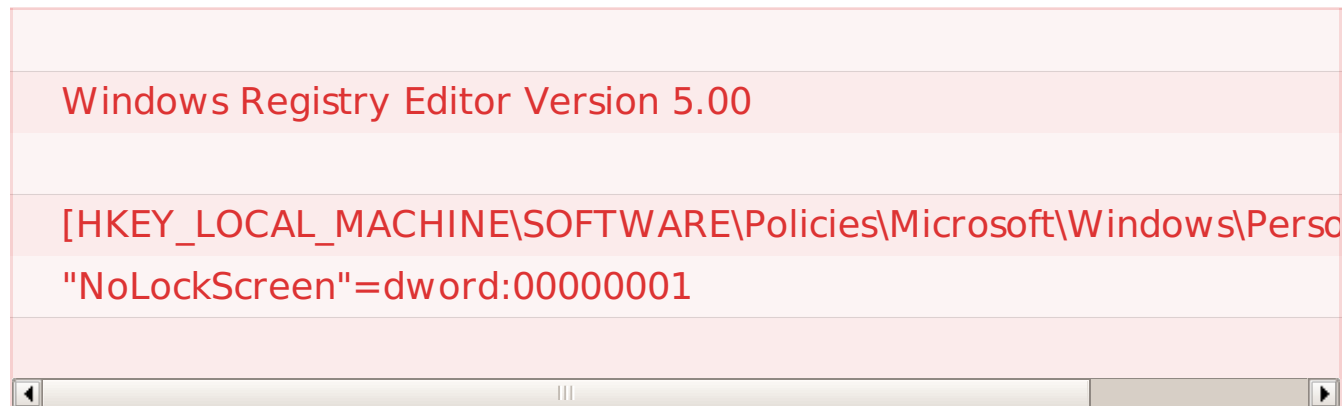 Windows Registry Editor Version 5.00
[HKEY_LOCAL_MACHINE\SOFTWARE\Policies\Microsoft\Windows\Perso
"NoLockScreen"=dword:00000001